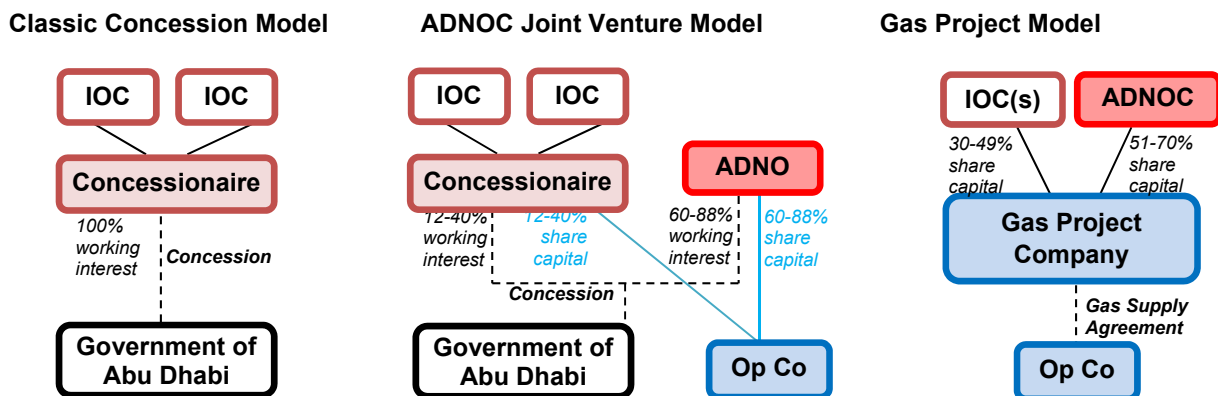 Classic Concession Model
IOC
IOC
Concessionaire
100%
working
interest
Concession
Government of
Abu Dhabi
ADNOC Joint Venture Model
IOC
IOC
Concessionaire
ADNO
12-40%
working
interest
12-40%
share
capital
60-88%
working
interest
60-88%
share
capital
Concession
Government of
Abu Dhabi
Op Co
Gas Project Model
IOC(s)
ADNOC
30-49%
share
capital
51-70%
share
capital
Gas Project
Company
Gas Supply
Agreement
Op Co